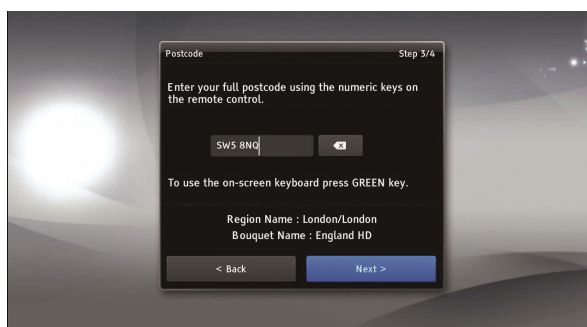 Postcode Step 3/4
Enter your full postcode using the numeric keys on
the remote control.
SW5 8NQ
To use the on-screen keyboard press GREEN key.
Region Name : London/London
Bouquet Name : England HD
< Back Next >